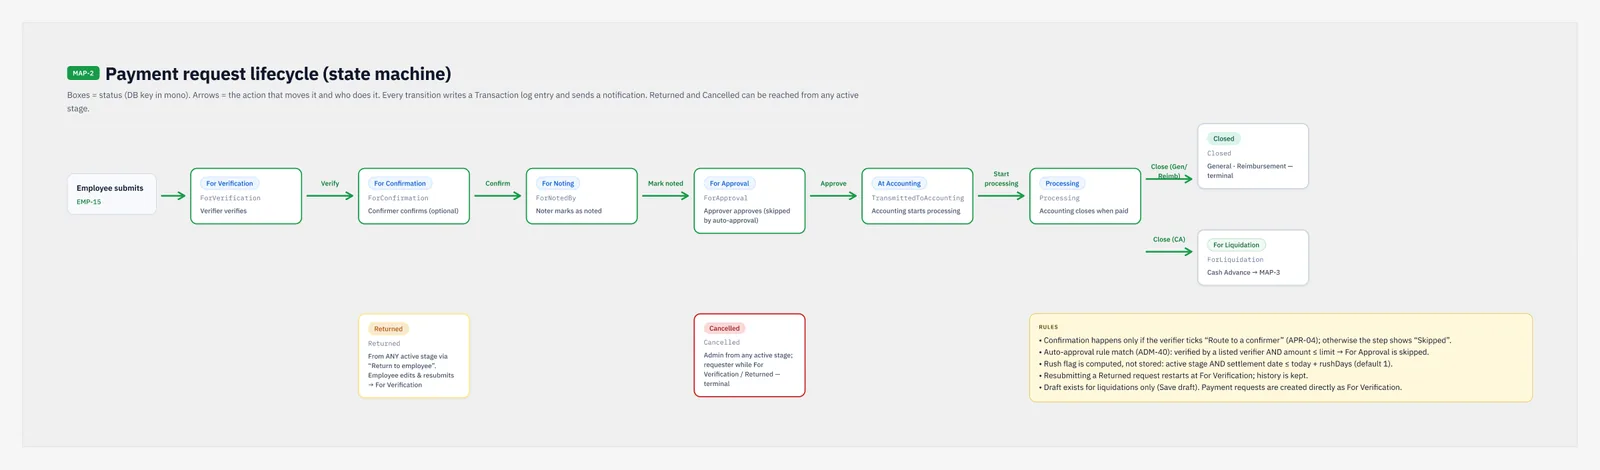 MAP-2 Payment request lifecycle (state machine)
Boxes = status (DB key in mono). Arrows = the action that moves it and who does it. Every transition writes a Transaction log entry and sends a notification. Returned and Cancelled can be reached from any active
stage.
Employee submits
EMP-15
For Verification
ForVerification
Verifier verifies
Verify
For Confirmation
ForConfirmation
Confirmer confirms (optional)
Confirm
For Noting
ForNotedBy
Noter marks as noted
Mark noted
For Approval
ForApproval
Approver approves (skipped
by auto-approval)
Approve
At Accounting
TransmittedToAccounting
Accounting starts processing
Start
processing
Processing
Processing
Accounting closes when paid
Close (Gen/
Reimb)
Closed
Closed
General · Reimbursement —
terminal
Close (CA)
For Liquidation
ForLiquidation
Cash Advance → MAP-3
Returned
Returned
From ANY active stage via
"Return to employee".
Employee edits & resubmits
→ For Verification
Cancelled
Cancelled
Admin from any active stage;
requester while For
Verification / Returned —
terminal
RULES
• Confirmation happens only if the verifier ticks "Route to a confirmer" (APR-04); otherwise the step shows "Skipped".
• Auto-approval rule match (ADM-40): verified by a listed verifier AND amount ≤ limit → For Approval is skipped.
• Rush flag is computed, not stored: active stage AND settlement date ≤ today + rushDays (default 1).
• Resubmitting a Returned request restarts at For Verification; history is kept.
• Draft exists for liquidations only (Save draft). Payment requests are created directly as For Verification.